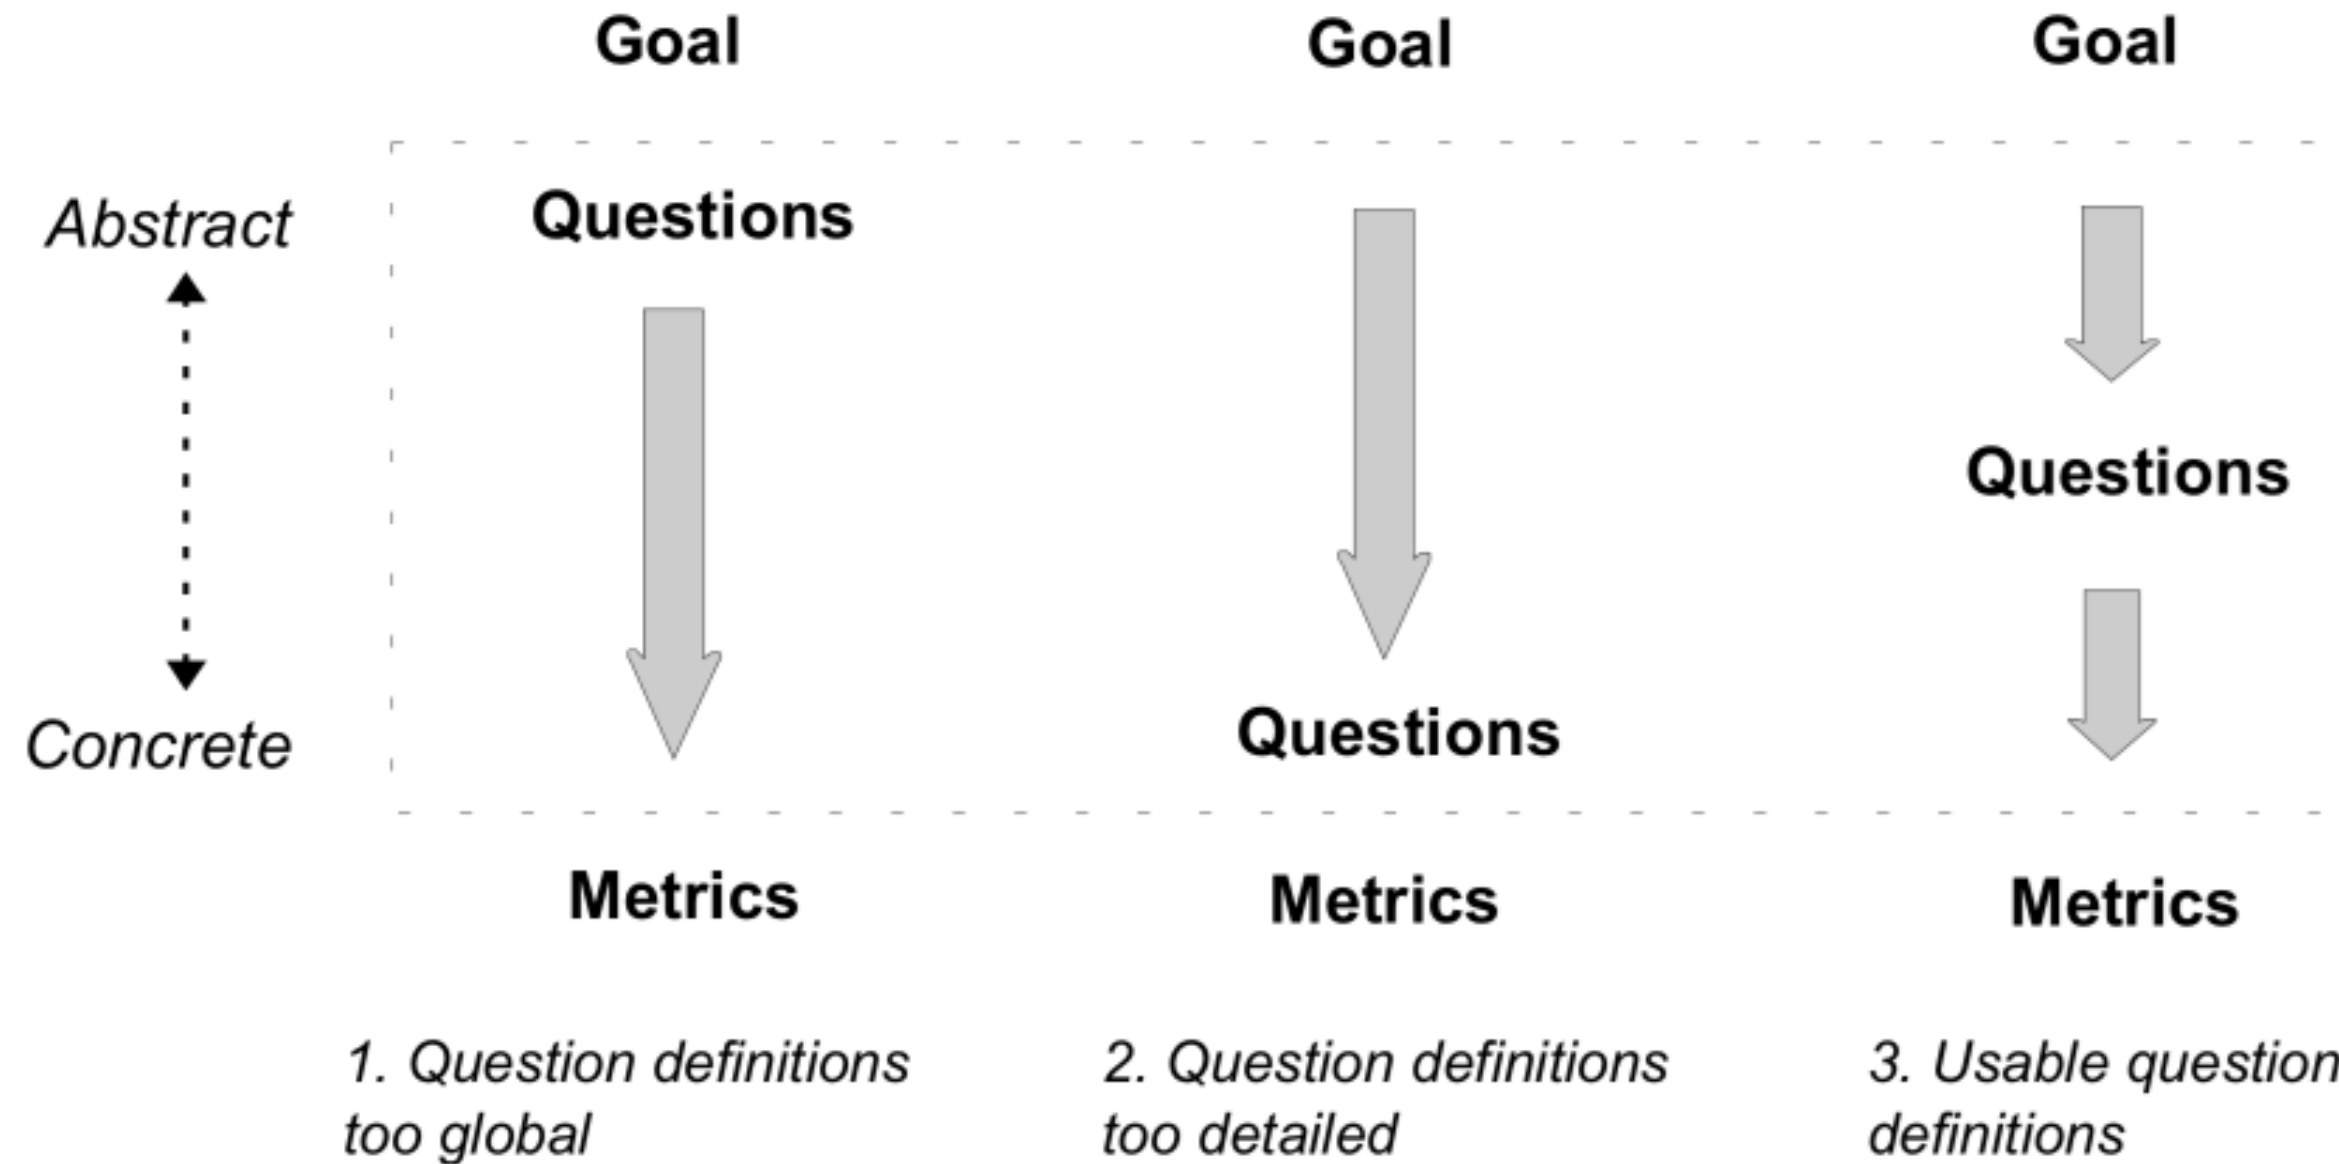 Goal Goal Goal
Abstract
Questions
Questions
Questions
Concrete
Metrics Metrics Metrics
1. Question definitions
too global
2. Question definitions
too detailed
3. Usable question
definitions